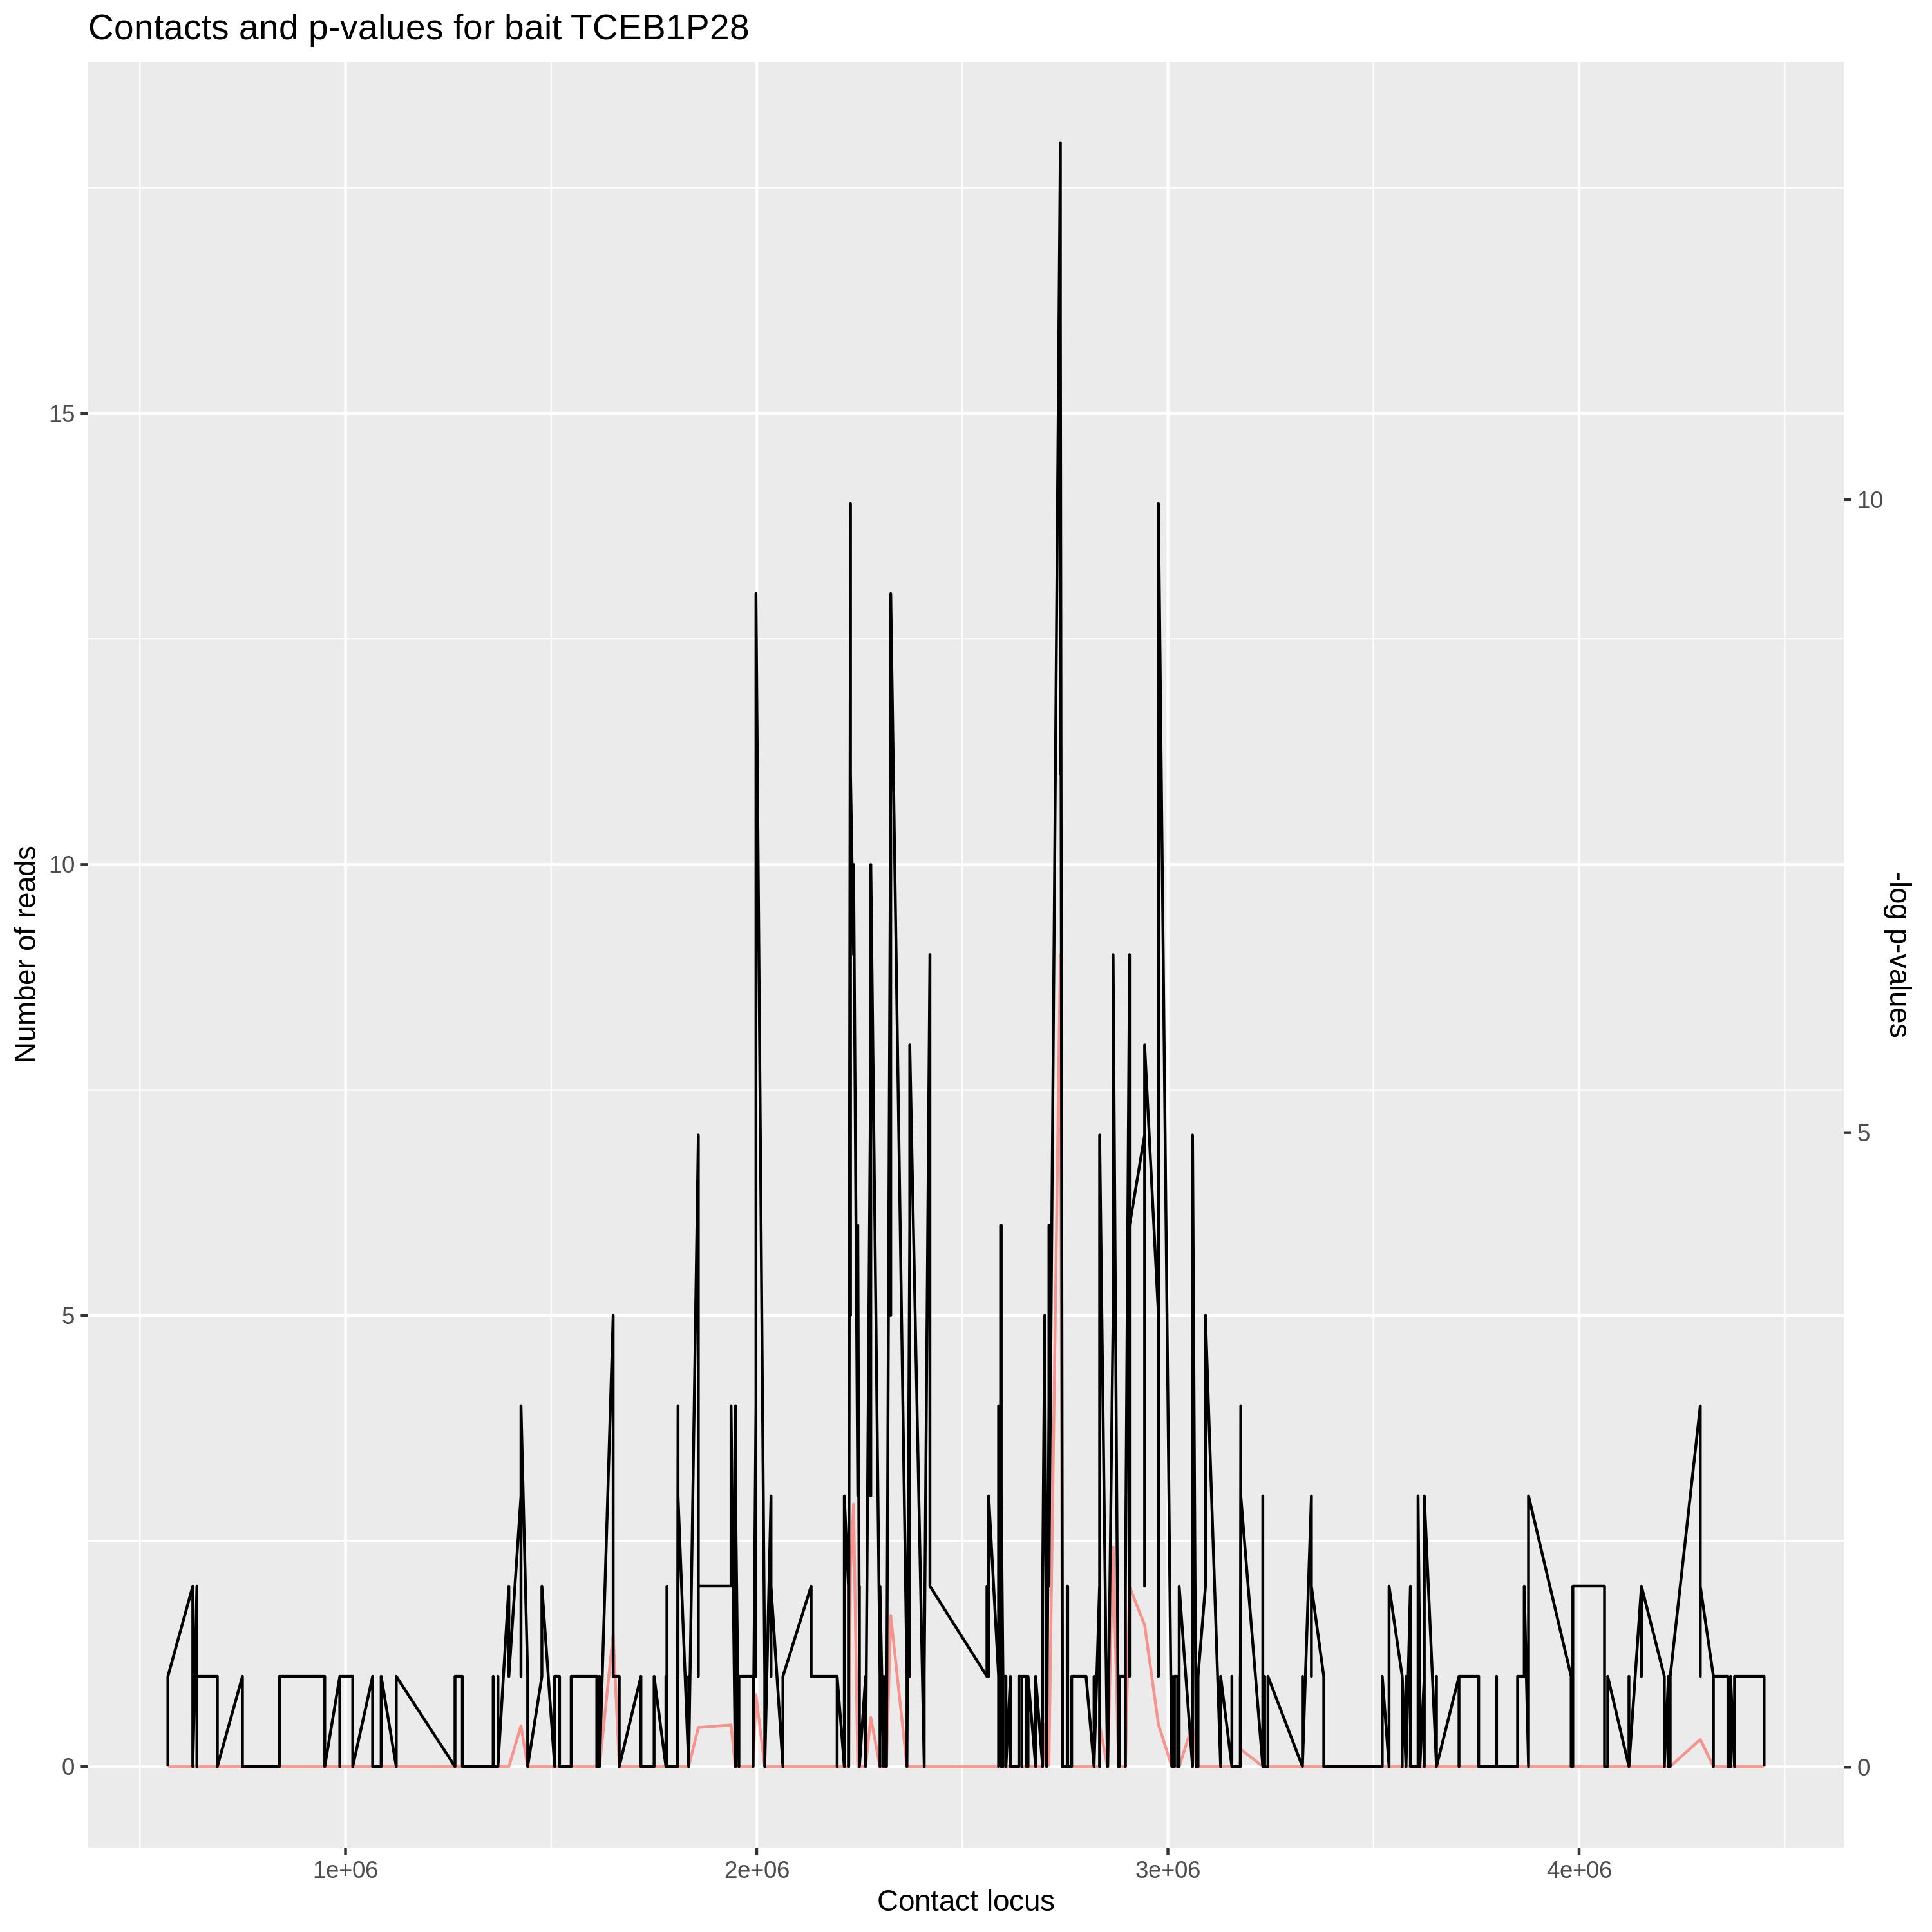 Contacts and p-values for bait TCEB1P28
15
10
5
0
Number of reads
10
5
0
-log p-values
1e+06
2e+06
3e+06
4e+06
Contact locus